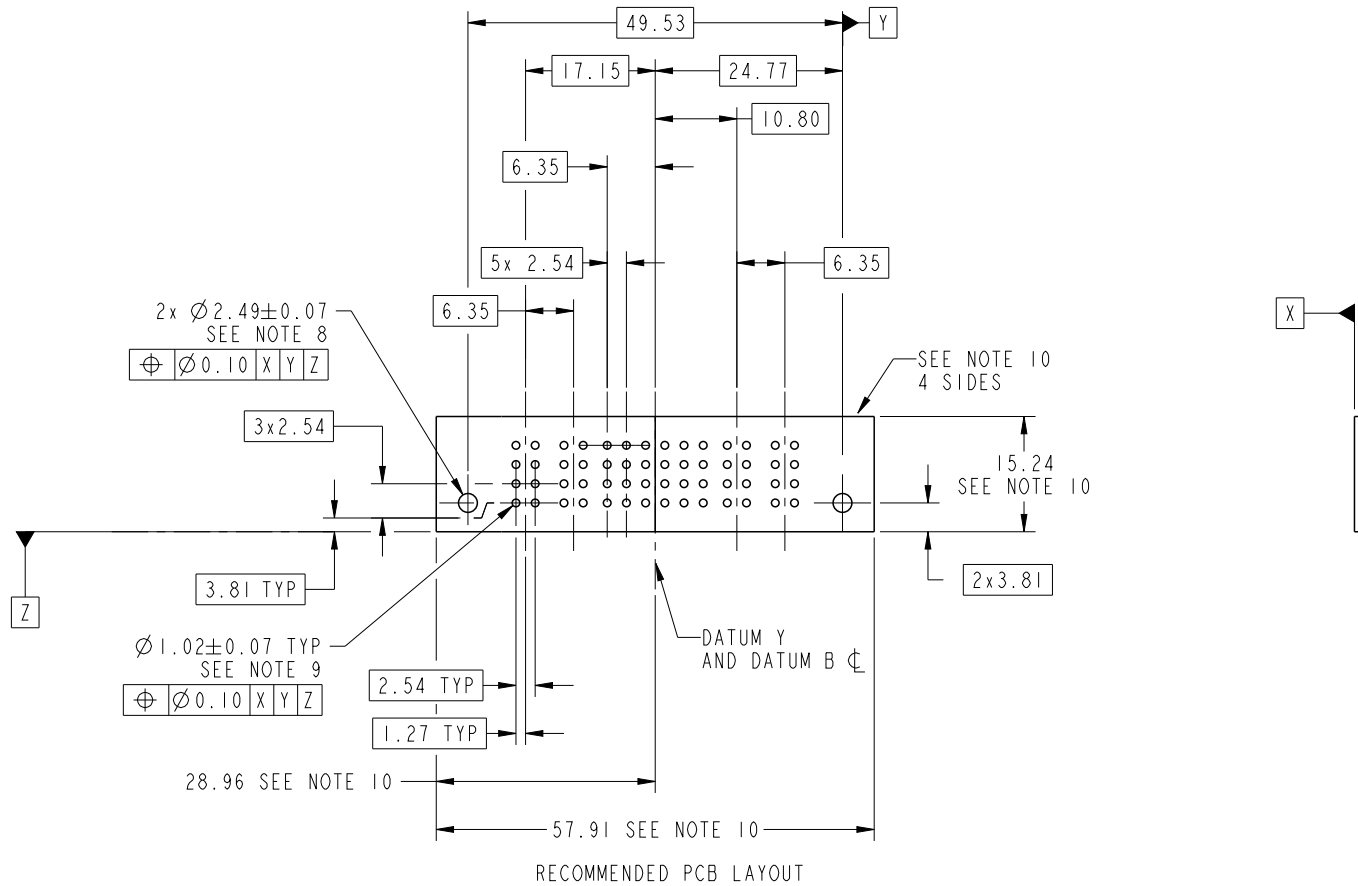 49.53
Y
17.15
24.77
10.80
6.35
5x 2.54
6.35
6.35
2x Ø2.49±0.07
SEE NOTE 8
⌖ Ø0.10 X Y Z
X
SEE NOTE 10
4 SIDES
3x2.54
15.24
SEE NOTE 10
3.81 TYP
2x3.81
Z
Ø1.02±0.07 TYP
SEE NOTE 9
⌖ Ø0.10 X Y Z
DATUM Y
AND DATUM B ℄
2.54 TYP
1.27 TYP
28.96 SEE NOTE 10
57.91 SEE NOTE 10
RECOMMENDED PCB LAYOUT